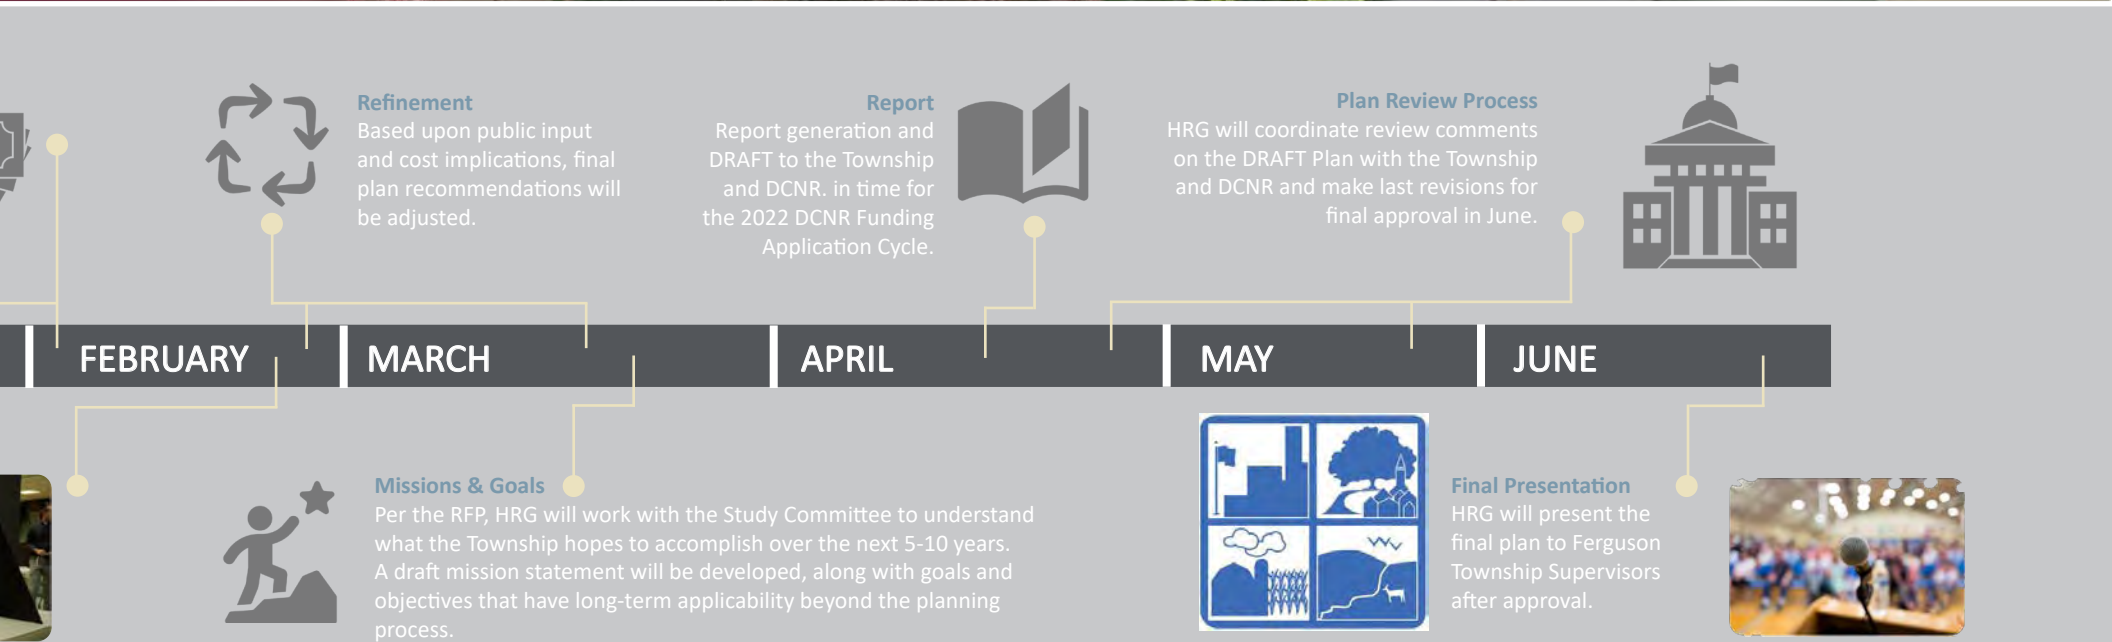 Refinement
Based upon public input
and cost implications, final
plan recommendations will
be adjusted.
Report
Report generation and
DRAFT to the Township
and DCNR. in time for
the 2022 DCNR Funding
Application Cycle.
Plan Review Process
HRG will coordinate review comments
on the DRAFT Plan with the Township
and DCNR and make last revisions for
final approval in June.
FEBRUARY
MARCH
APRIL
MAY
JUNE
Missions & Goals
Per the RFP, HRG will work with the Study Committee to understand
what the Township hopes to accomplish over the next 5-10 years.
A draft mission statement will be developed, along with goals and
objectives that have long-term applicability beyond the planning
process.
Final Presentation
HRG will present the
final plan to Ferguson
Township Supervisors
after approval.